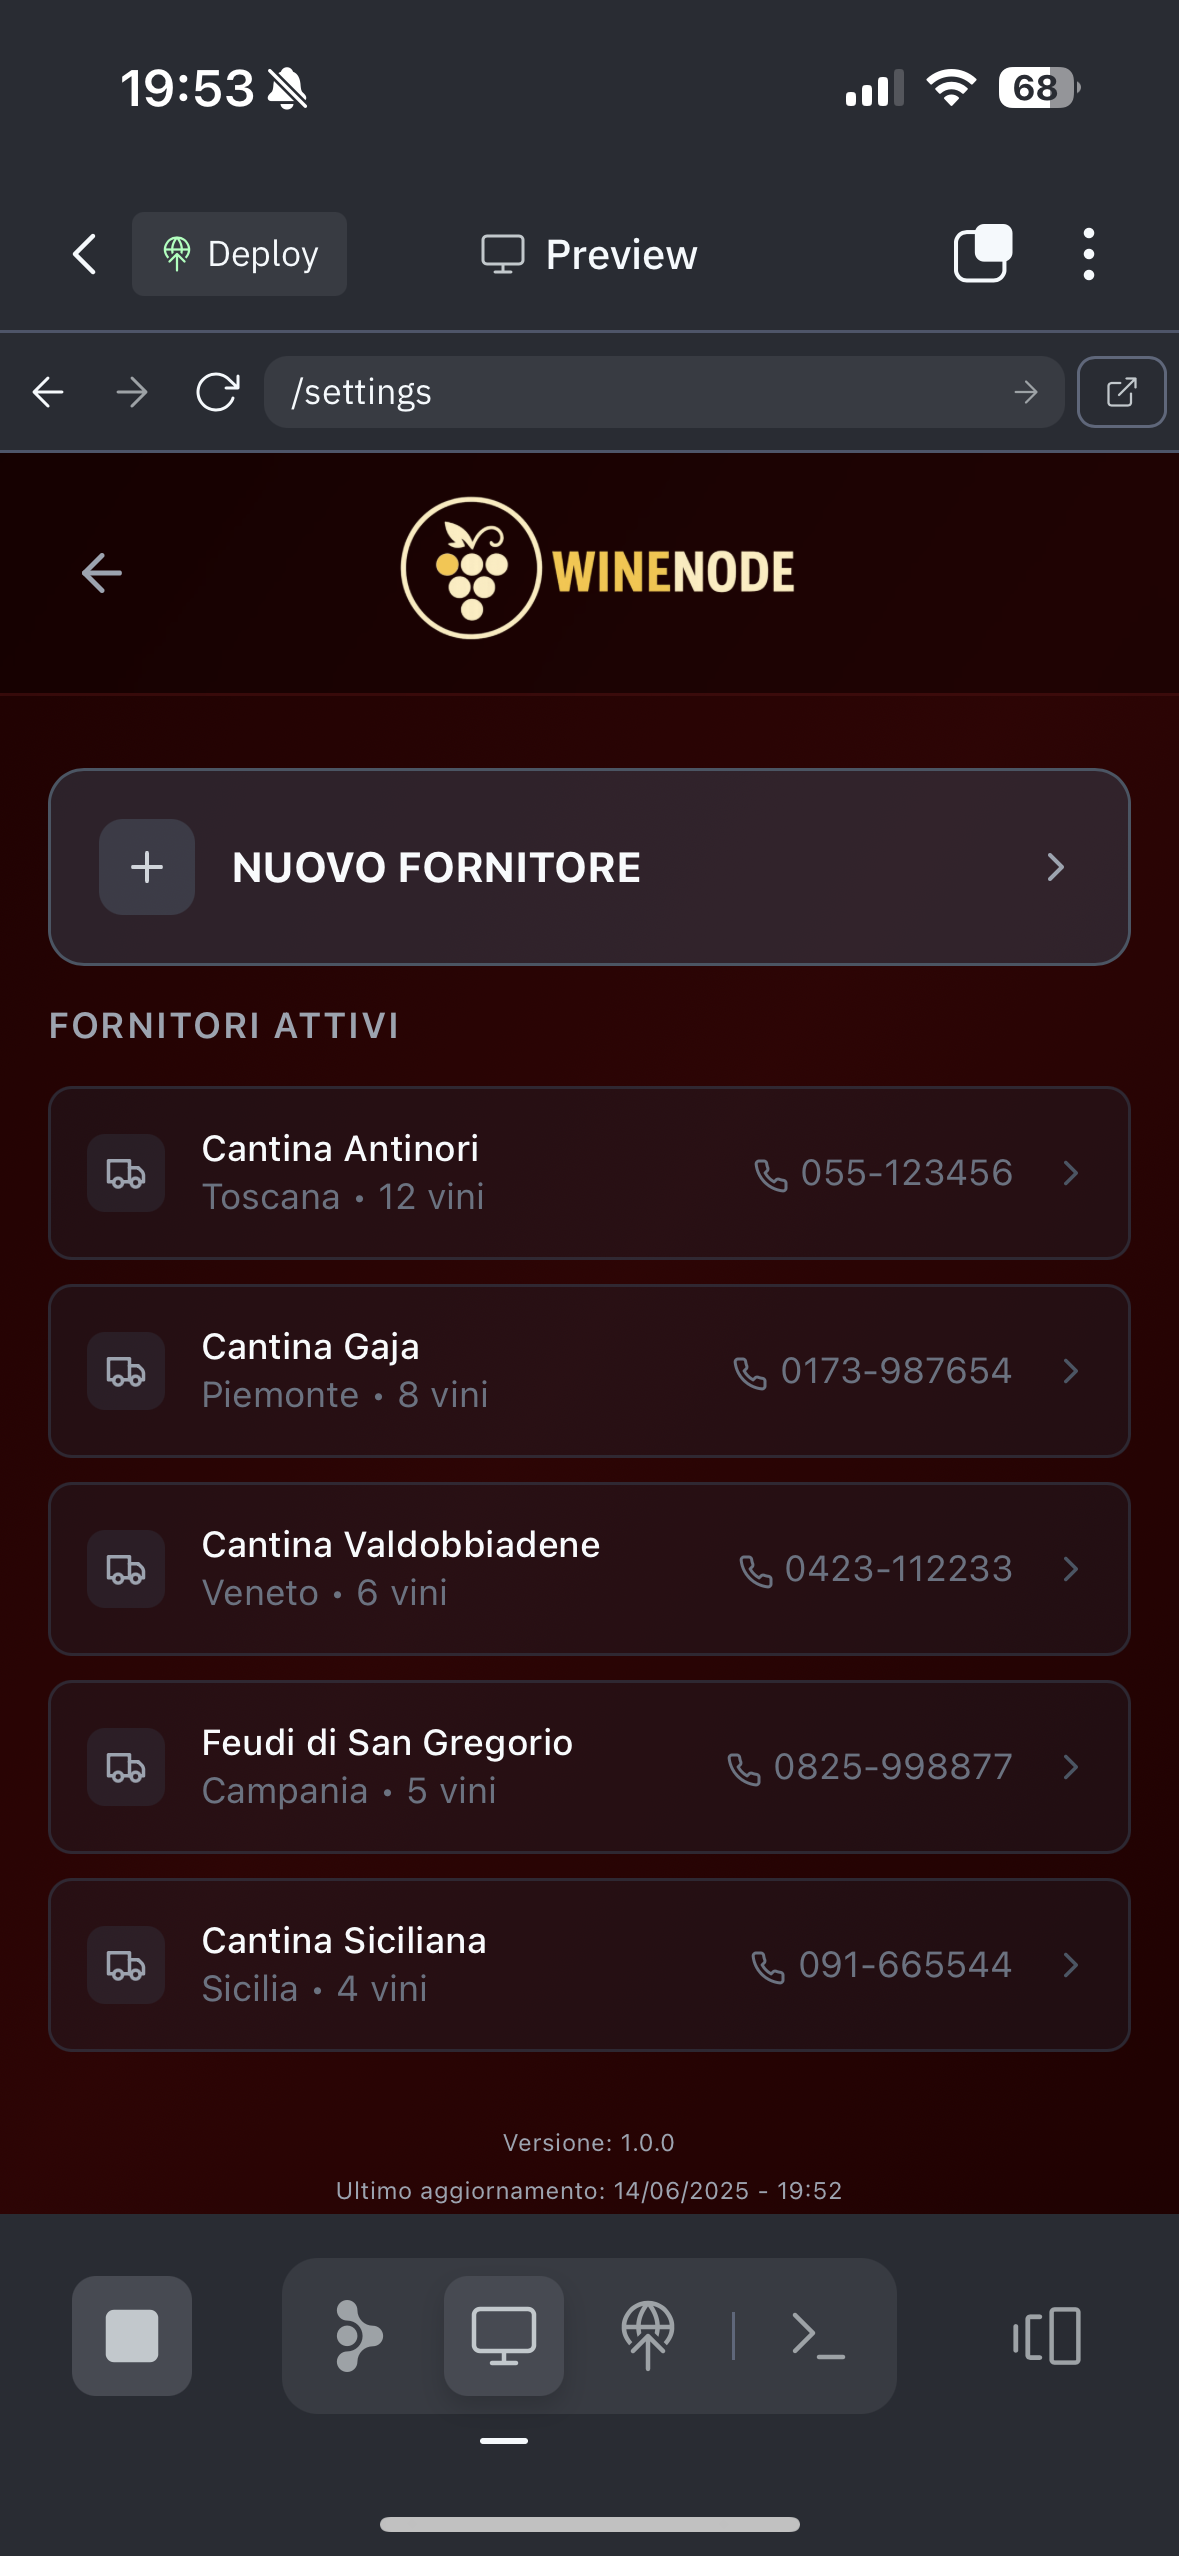 19:53
68
Deploy
Preview
/settings
WINENODE
NUOVO FORNITORE
FORNITORI ATTIVI
Cantina Antinori
Toscana • 12 vini
055-123456
Cantina Gaja
Piemonte • 8 vini
0173-987654
Cantina Valdobbiadene
Veneto • 6 vini
0423-112233
Feudi di San Gregorio
Campania • 5 vini
0825-998877
Cantina Siciliana
Sicilia • 4 vini
091-665544
Versione: 1.0.0
Ultimo aggiornamento: 14/06/2025 - 19:52